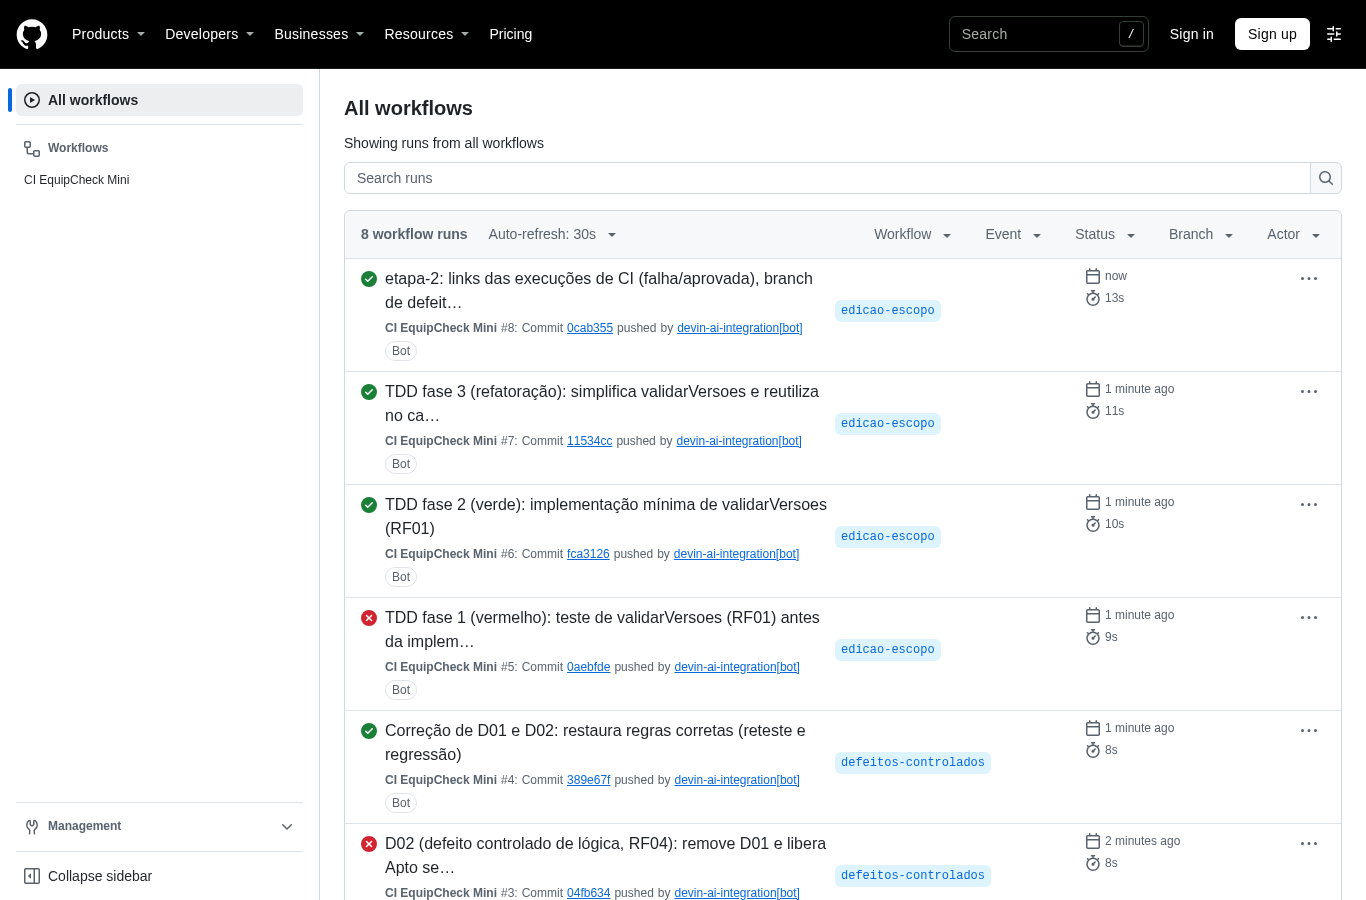 Products Developers Businesses Resources Pricing Search / Sign in Sign up
All workflows
Workflows
CI EquipCheck Mini
Management
Collapse sidebar
All workflows
Showing runs from all workflows
Search runs
8 workflow runs Auto-refresh: 30s Workflow Event Status Branch Actor
etapa-2: links das execuções de CI (falha/aprovada), branch
de defeit…
CI EquipCheck Mini #8: Commit 0cab355 pushed by devin-ai-integration[bot]
Bot
edicao-escopo
now
13s
TDD fase 3 (refatoração): simplifica validarVersoes e reutiliza
no ca…
CI EquipCheck Mini #7: Commit 11534cc pushed by devin-ai-integration[bot]
Bot
edicao-escopo
1 minute ago
11s
TDD fase 2 (verde): implementação mínima de validarVersoes
(RF01)
CI EquipCheck Mini #6: Commit fca3126 pushed by devin-ai-integration[bot]
Bot
edicao-escopo
1 minute ago
10s
TDD fase 1 (vermelho): teste de validarVersoes (RF01) antes
da implem…
CI EquipCheck Mini #5: Commit 0aebfde pushed by devin-ai-integration[bot]
Bot
edicao-escopo
1 minute ago
9s
Correção de D01 e D02: restaura regras corretas (reteste e
regressão)
CI EquipCheck Mini #4: Commit 389e67f pushed by devin-ai-integration[bot]
Bot
defeitos-controlados
1 minute ago
8s
D02 (defeito controlado de lógica, RF04): remove D01 e libera
Apto se…
CI EquipCheck Mini #3: Commit 04fb634 pushed by devin-ai-integration[bot]
defeitos-controlados
2 minutes ago
8s